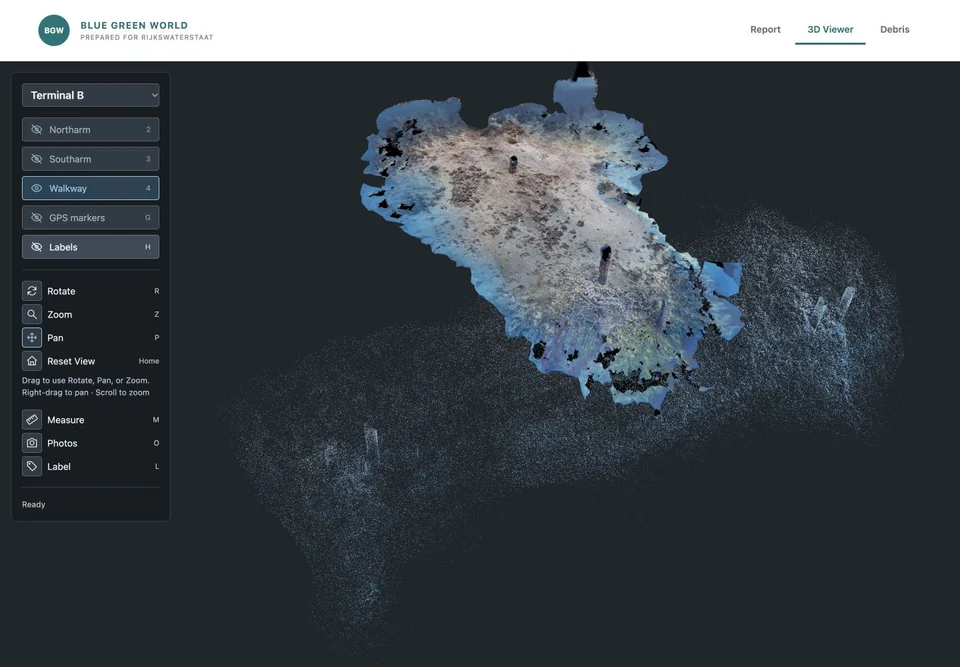 BGW
BLUE GREEN WORLD
PREPARED FOR RIJKSWATERSTAAT
Report
3D Viewer
Debris
Terminal B
Northarm 2
Southarm 3
Walkway 4
GPS markers G
Labels H
Rotate R
Zoom Z
Pan P
Reset View Home
Drag to use Rotate, Pan, or Zoom.
Right-drag to pan · Scroll to zoom
Measure M
Photos O
Label L
Ready